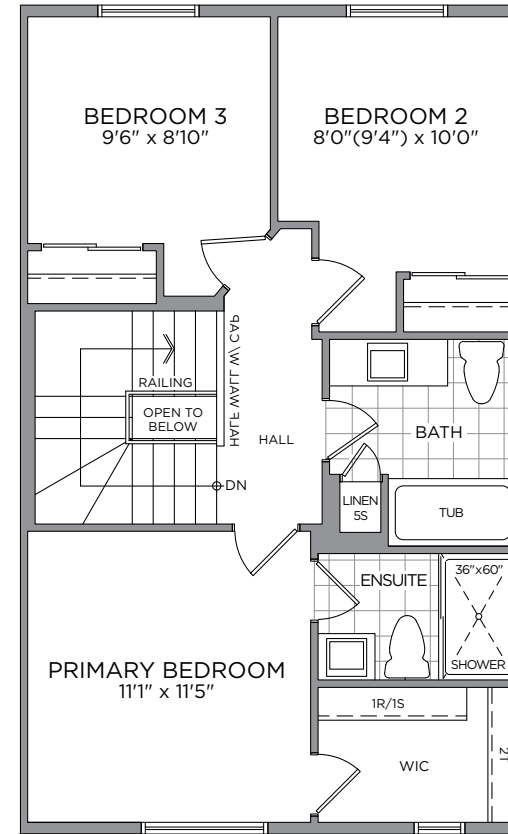 BEDROOM 3
9'6" x 8'10"
BEDROOM 2
8'0"(9'4") x 10'0"
RAILING
OPEN TO
BELOW
HALF WALL W\ CAP
HALL
DN
BATH
LINEN
5S
TUB
ENSUITE
36"x60"
SHOWER
PRIMARY BEDROOM
11'1" x 11'5"
1R/1S
WIC